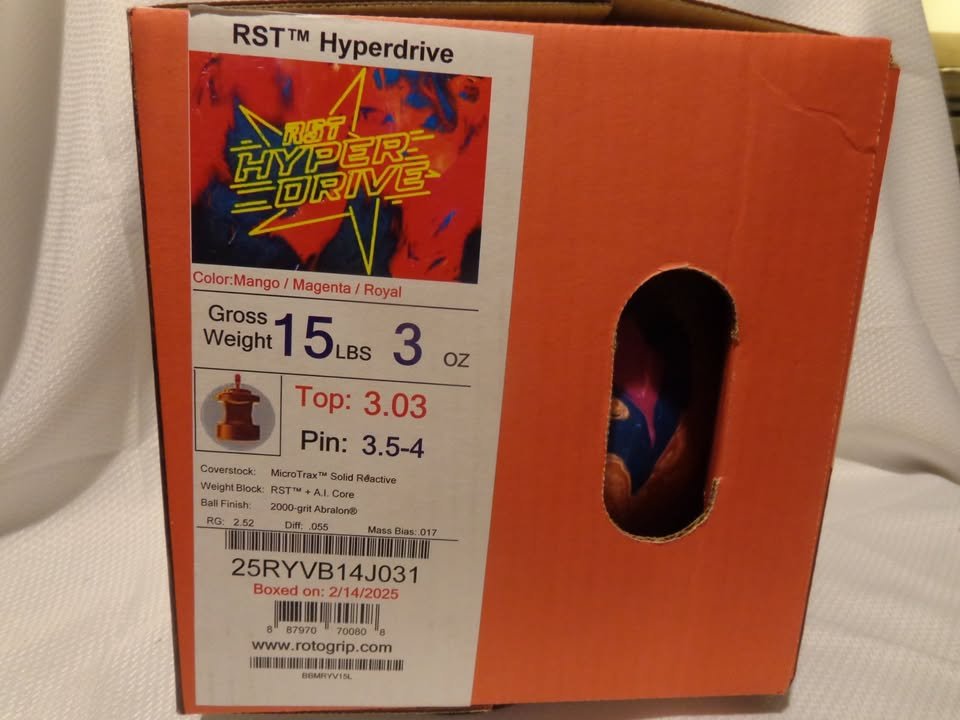 RST™ Hyperdrive
RST
HYPER-
DRIVE
Color:Mango / Magenta / Royal
Gross Weight 15 LBS 3 OZ
Top: 3.03
Pin: 3.5-4
Coverstock: MicroTrax™ Solid Reactive
Weight Block: RST™ + A.I. Core
Ball Finish: 2000-grit Abralon®
RG: 2.52 Diff: .055 Mass Bias: .017
25RYVB14J031
Boxed on: 2/14/2025
8 87970 70080 8
www.rotogrip.com
BBMRYV15L